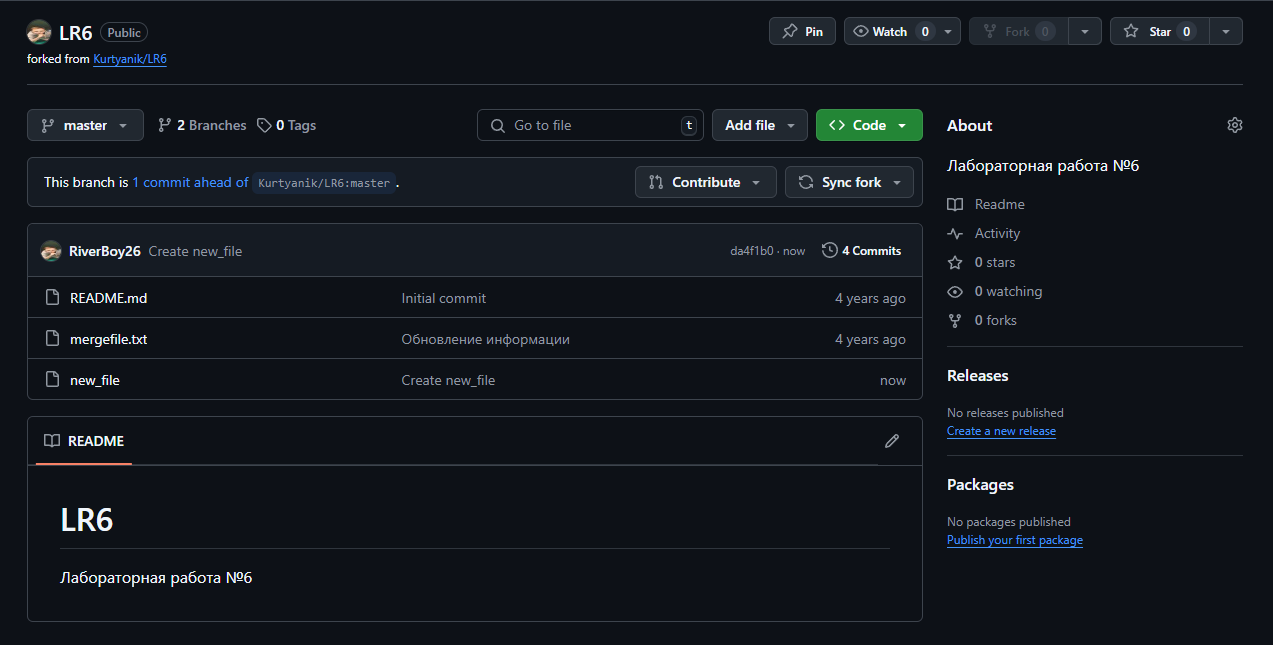 LR6 Public Pin Watch 0 Fork 0 Star 0
forked from Kurtyanik/LR6
master 2 Branches 0 Tags Go to file t Add file Code
This branch is 1 commit ahead of Kurtyanik/LR6:master . Contribute Sync fork
RiverBoy26 Create new_file da4f1b0 · now 4 Commits
README.md Initial commit 4 years ago
mergefile.txt Обновление информации 4 years ago
new_file Create new_file now
README
LR6
Лабораторная работа №6
About
Лабораторная работа №6
Readme
Activity
0 stars
0 watching
0 forks
Releases
No releases published
Create a new release
Packages
No packages published
Publish your first package